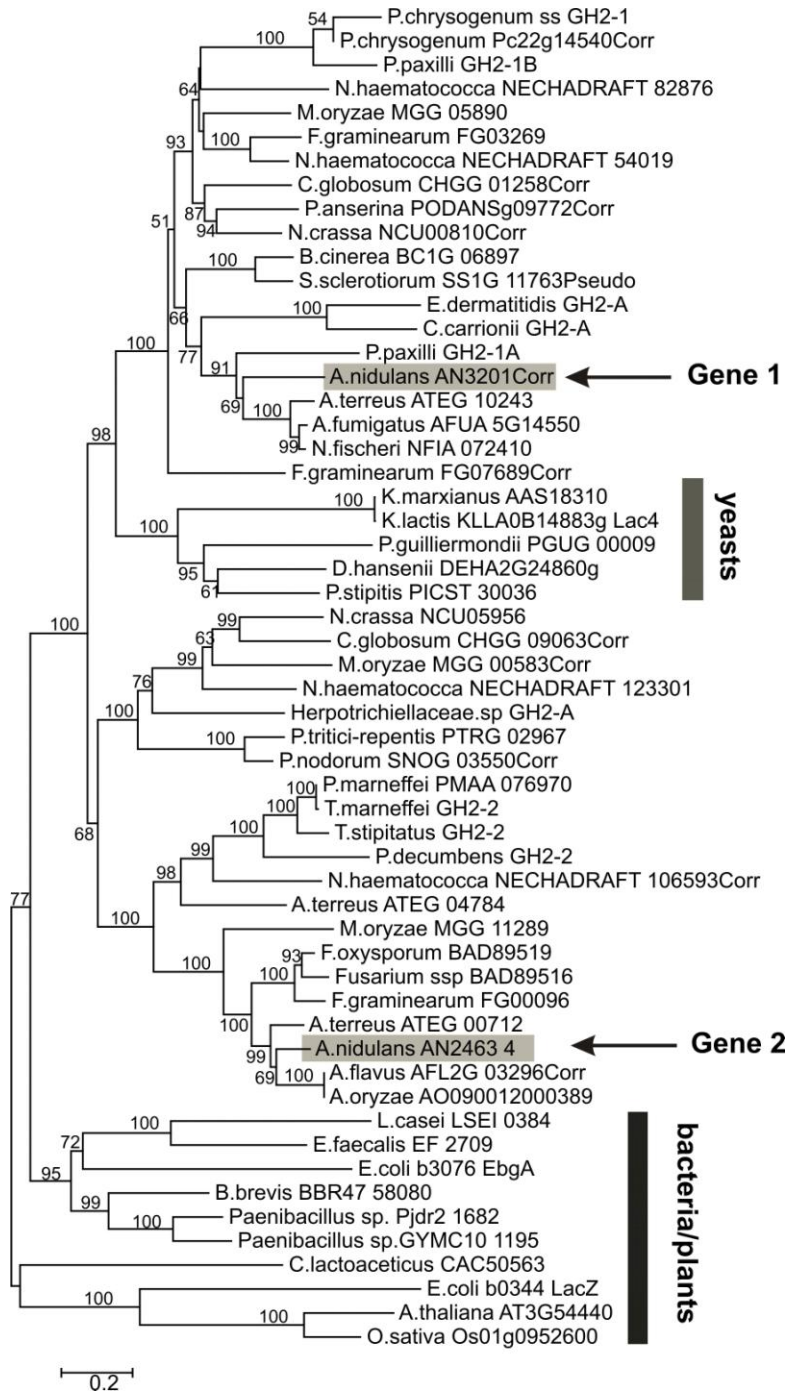 54
P.chrysogenum ss GH2-1
100
P.chrysogenum Pc22g14540Corr
P.paxilli GH2-1B
64
N.haematococca NECHADRAFT 82876
M.oryzae MGG 05890
93
100
F.graminearum FG03269
N.haematococca NECHADRAFT 54019
C.globosum CHGG 01258Corr
51
87
P.anserina PODANSg09772Corr
94
N.crassa NCU00810Corr
100
B.cinerea BC1G 06897
S.sclerotiorum SS1G 11763Pseudo
66
100
E.dermatitidis GH2-A
77
C.carrionii GH2-A
100
91
P.paxilli GH2-1A
A.nidulans AN3201Corr
Gene 1
69
100
A.terreus ATEG 10243
A.fumigatus AFUA 5G14550
99
N.fischeri NFIA 072410
98
F.graminearum FG07689Corr
100
K.marxianus AAS18310
K.lactis KLLA0B14883g Lac4
100
P.guilliermondii PGUG 00009
95
D.hansenii DEHA2G24860g
61
P.stipitis PICST 30036
yeasts
100
99
N.crassa NCU05956
63
C.globosum CHGG 09063Corr
99
M.oryzae MGG 00583Corr
76
N.haematococca NECHADRAFT 123301
100
Herpotrichiellaceae.sp GH2-A
100
P.tritici-repentis PTRG 02967
P.nodorum SNOG 03550Corr
68
100
P.marneffei PMAA 076970
100
T.marneffei GH2-2
100
T.stipitatus GH2-2
99
P.decumbens GH2-2
98
N.haematococca NECHADRAFT 106593Corr
77
A.terreus ATEG 04784
100
M.oryzae MGG 11289
100
93
F.oxysporum BAD89519
100
Fusarium ssp BAD89516
F.graminearum FG00096
100
A.terreus ATEG 00712
99
A.nidulans AN2463 4
Gene 2
69
100
A.flavus AFL2G 03296Corr
A.oryzae AO090012000389
L.casei LSEI 0384
100
72
E.faecalis EF 2709
95
E.coli b3076 EbgA
99
B.brevis BBR47 58080
100
Paenibacillus sp. Pjdr2 1682
Paenibacillus sp.GYMC10 1195
C.lactoaceticus CAC50563
E.coli b0344 LacZ
100
A.thaliana AT3G54440
100
O.sativa Os01g0952600
bacteria/plants
0.2